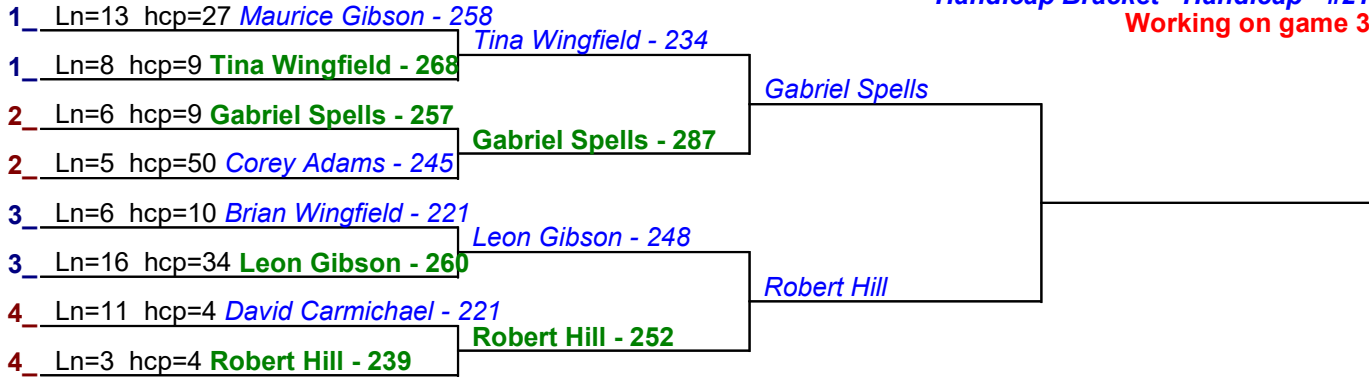 Handicap Bracket - Handicap - #21
Working on game 3
1_ Ln=13 hcp=27 Maurice Gibson - 258
Tina Wingfield - 234
1_ Ln=8 hcp=9 Tina Wingfield - 268
Gabriel Spells
2_ Ln=6 hcp=9 Gabriel Spells - 257
Gabriel Spells - 287
2_ Ln=5 hcp=50 Corey Adams - 245
3_ Ln=6 hcp=10 Brian Wingfield - 221
Leon Gibson - 248
3_ Ln=16 hcp=34 Leon Gibson - 260
Robert Hill
4_ Ln=11 hcp=4 David Carmichael - 221
Robert Hill - 252
4_ Ln=3 hcp=4 Robert Hill - 239